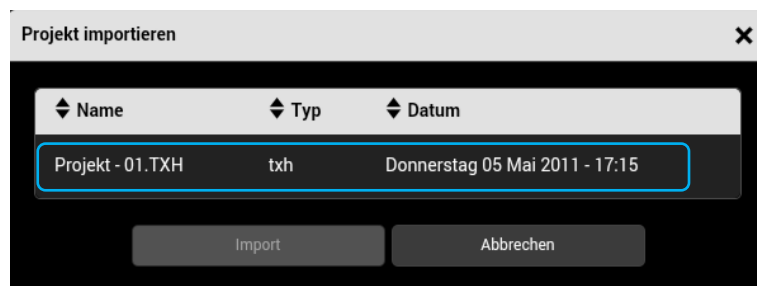 Projekt importieren
Name Typ Datum
Projekt - 01.TXH txh Donnerstag 05 Mai 2011 - 17:15
Import Abbrechen